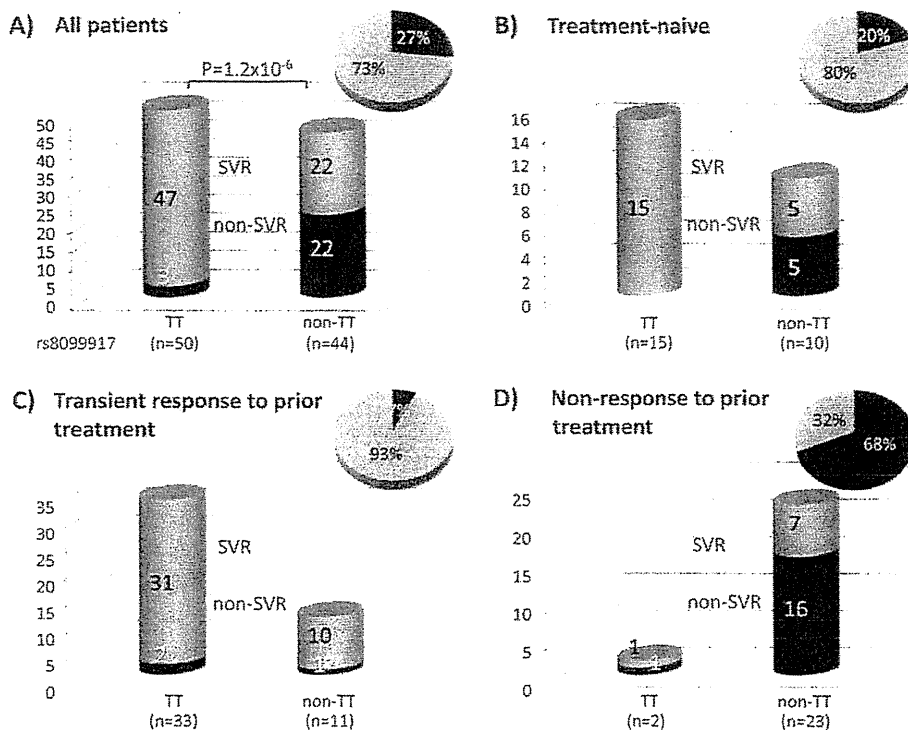 A) All patients
27%
73%
P=1.2x10⁻⁶
50
45
40
35
30
25
20
15
10
5
0
47
3
SVR
non-SVR
22
22
TT
(n=50)
non-TT
(n=44)
rs8099917
B) Treatment-naive
20%
80%
16
14
12
10
8
6
4
2
0
15
SVR
non-SVR
5
5
TT
(n=15)
non-TT
(n=10)
C) Transient response to prior
treatment
93%
35
30
25
20
15
10
5
0
31
2
SVR
non-SVR
10
1
TT
(n=33)
non-TT
(n=11)
D) Non-response to prior
treatment
32%
68%
25
20
15
10
5
0
1
1
SVR
non-SVR
7
16
TT
(n=2)
non-TT
(n=23)